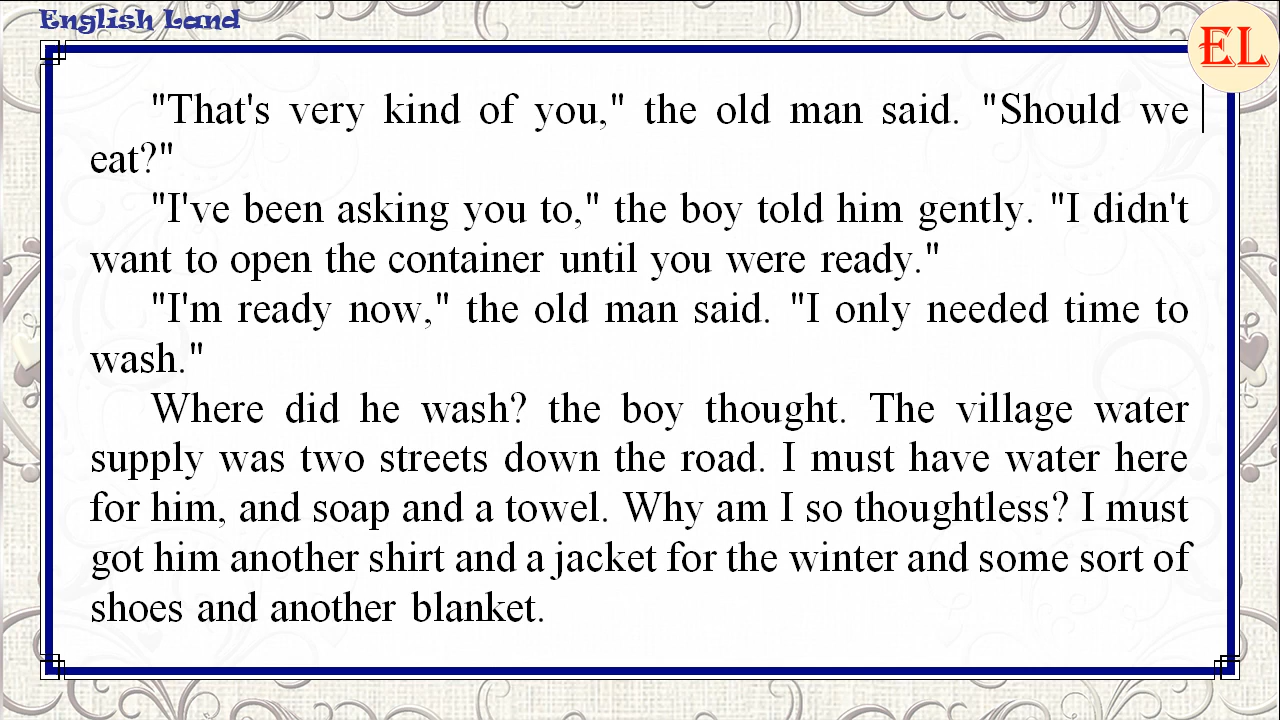 English Land
EL
"That's very kind of you," the old man said. "Should we
eat?"
"I've been asking you to," the boy told him gently. "I didn't
want to open the container until you were ready."
"I'm ready now," the old man said. "I only needed time to
wash."
Where did he wash? the boy thought. The village water
supply was two streets down the road. I must have water here
for him, and soap and a towel. Why am I so thoughtless? I must
got him another shirt and a jacket for the winter and some sort of
shoes and another blanket.